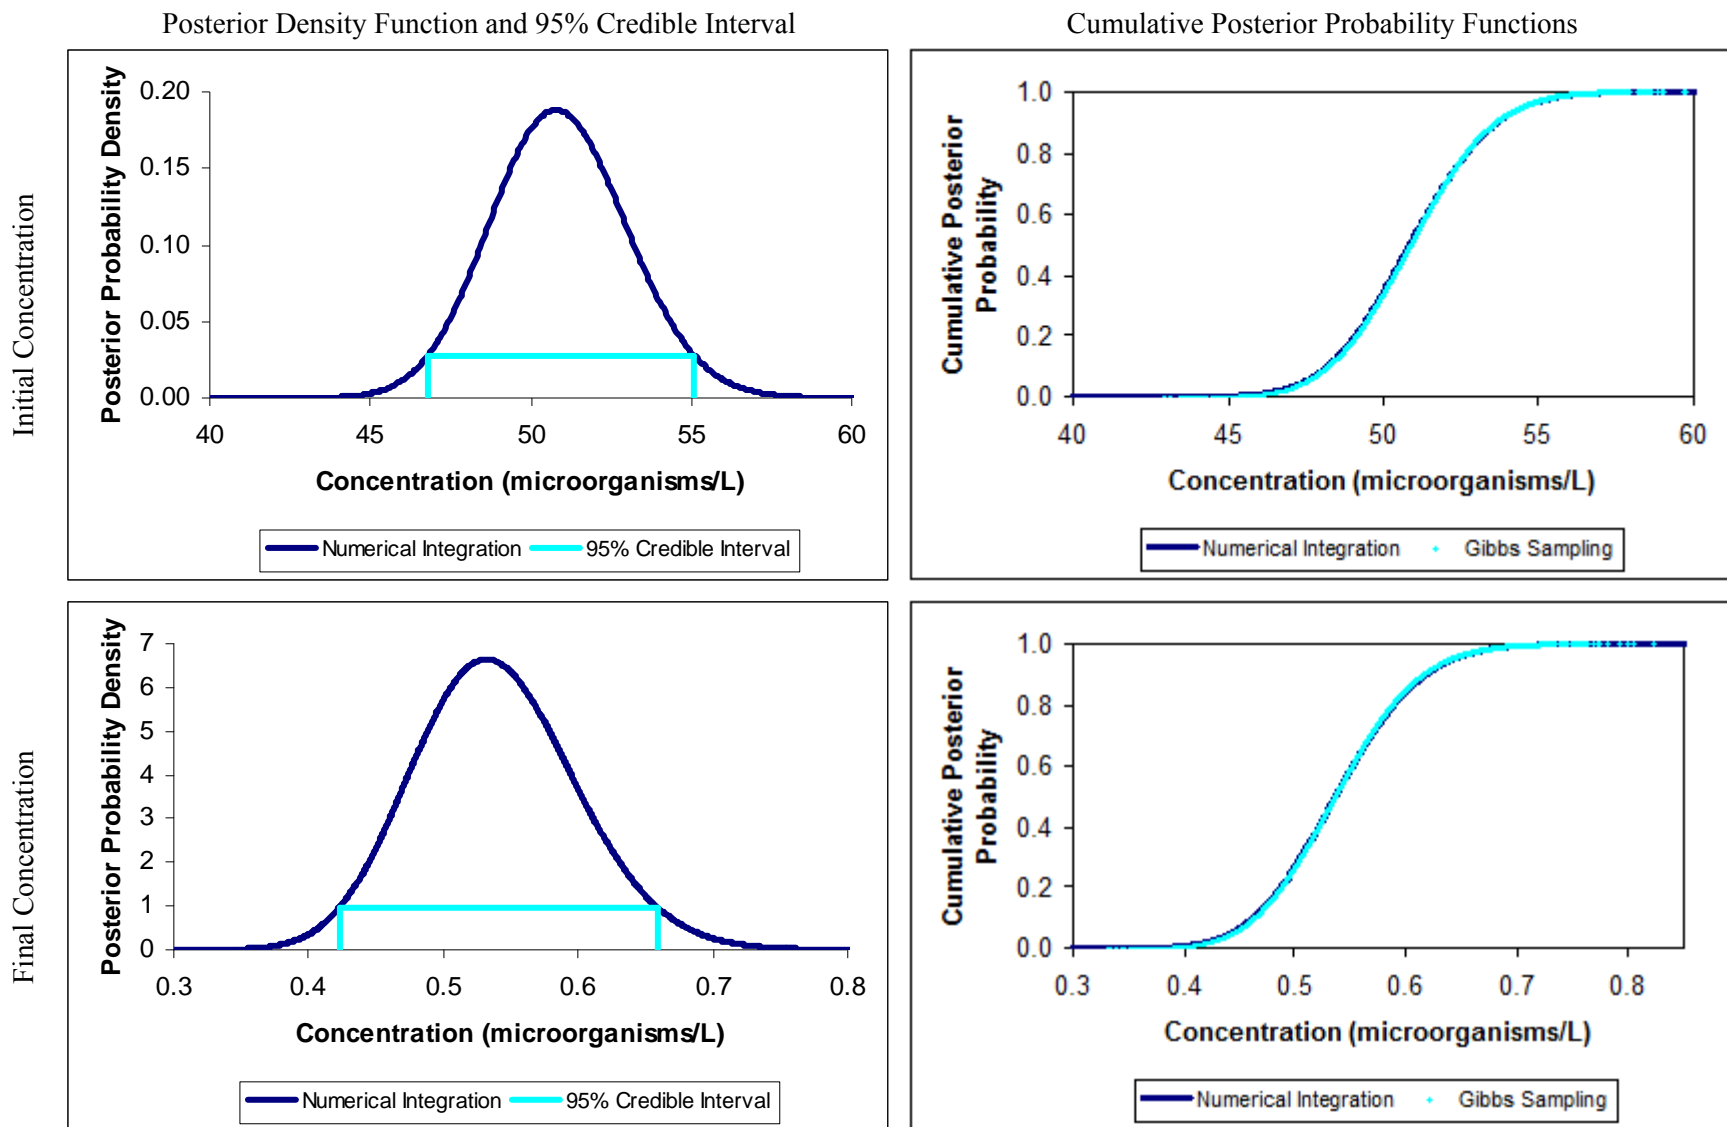 Posterior Density Function and 95% Credible Interval
Cumulative Posterior Probability Functions
Initial Concentration
Posterior Probability Density
0.20
0.15
0.10
0.05
0.00
40 45 50 55 60
Concentration (microorganisms/L)
Numerical Integration 95% Credible Interval
Cumulative Posterior
Probability
1.0
0.8
0.6
0.4
0.2
0.0
40 45 50 55 60
Concentration (microorganisms/L)
Numerical Integration Gibbs Sampling
Final Concentration
Posterior Probability Density
7
6
5
4
3
2
1
0
0.3 0.4 0.5 0.6 0.7 0.8
Concentration (microorganisms/L)
Numerical Integration 95% Credible Interval
Cumulative Posterior
Probability
1.0
0.8
0.6
0.4
0.2
0.0
0.3 0.4 0.5 0.6 0.7 0.8
Concentration (microorganisms/L)
Numerical Integration Gibbs Sampling